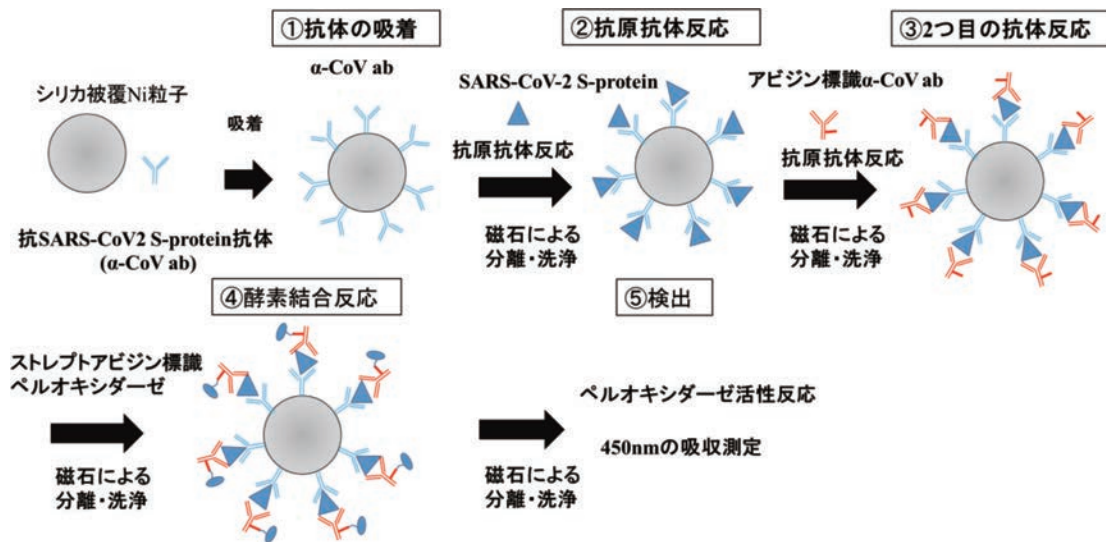 ①抗体の吸着
②抗原抗体反応
③2つ目の抗体反応
α-CoV ab
SARS-CoV-2 S-protein
アビジン標識α-CoV ab
シリカ被覆Ni粒子
吸着
抗原抗体反応
抗原抗体反応
磁石による
分離・洗浄
磁石による
分離・洗浄
抗SARS-CoV2 S-protein抗体
(α-CoV ab)
④酵素結合反応
⑤検出
ストレプトアビジン標識
ペルオキシダーゼ
ペルオキシダーゼ活性反応
450nmの吸収測定
磁石による
分離・洗浄
磁石による
分離・洗浄